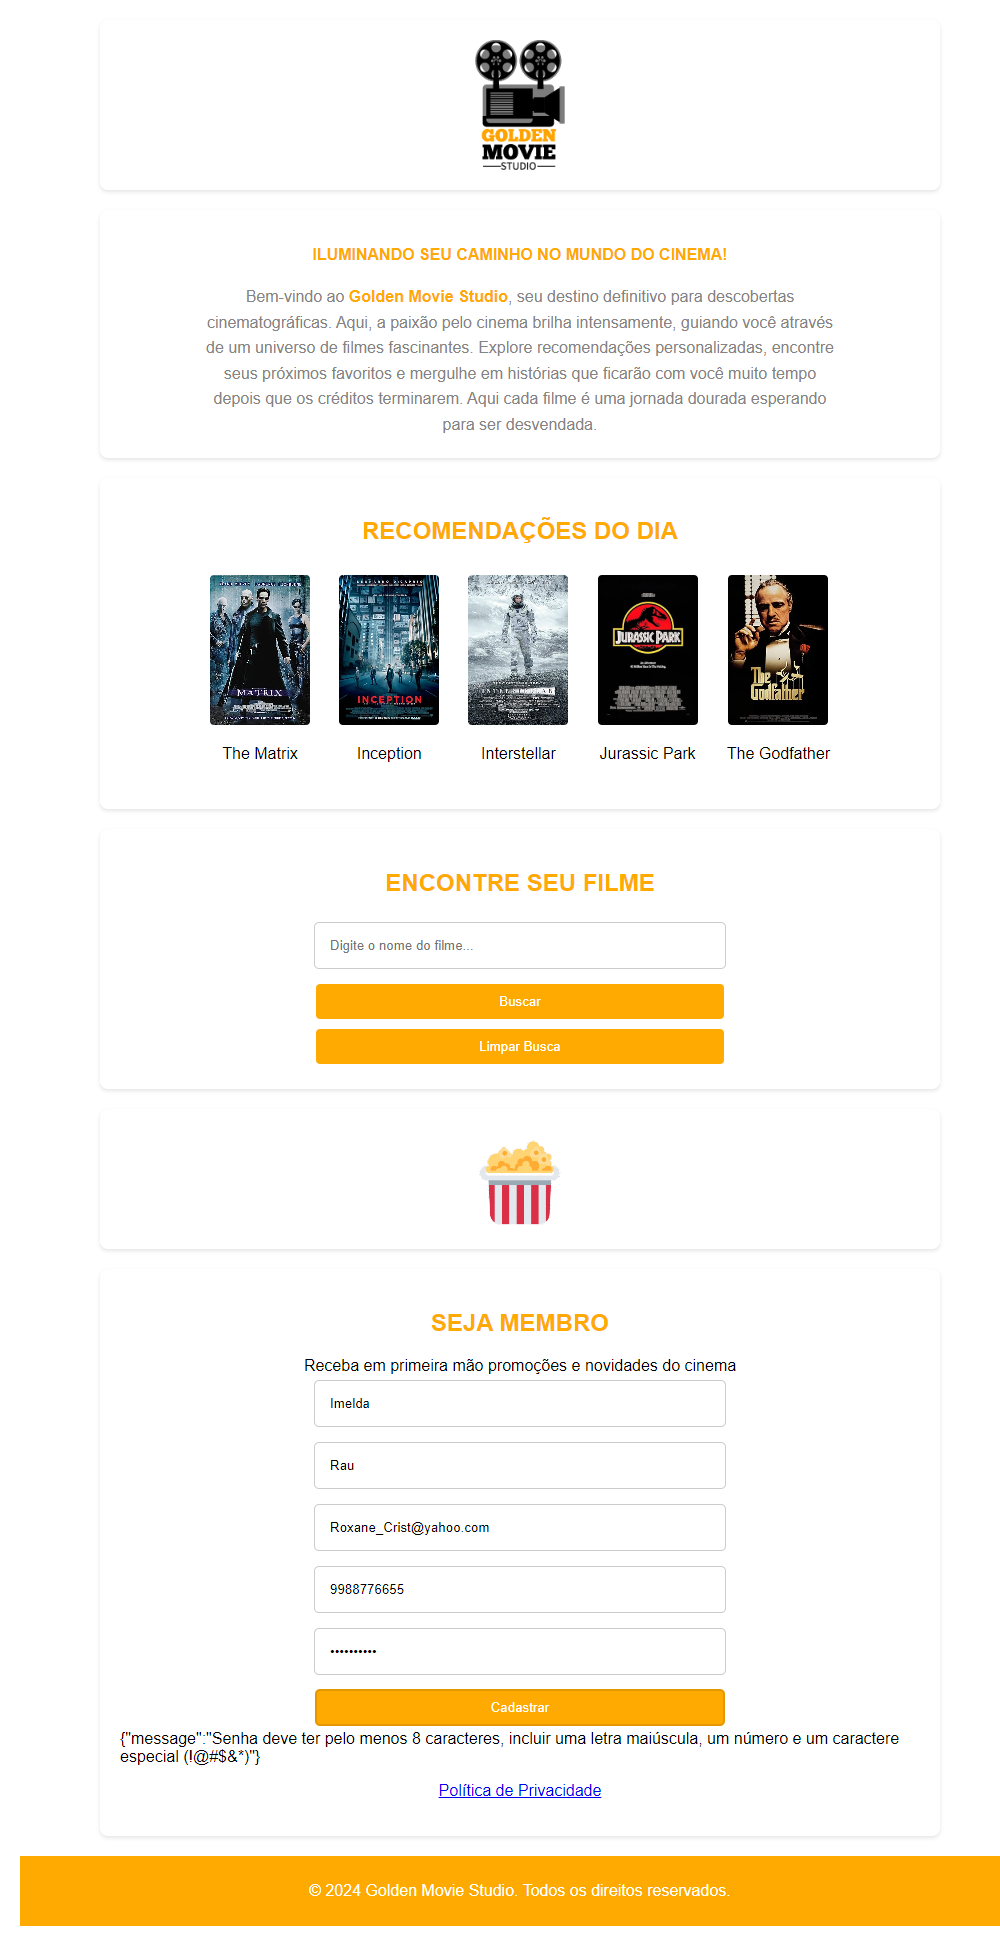 GOLDEN
MOVIE
STUDIO
ILUMINANDO SEU CAMINHO NO MUNDO DO CINEMA!
Bem-vindo ao Golden Movie Studio, seu destino definitivo para descobertas
cinematográficas. Aqui, a paixão pelo cinema brilha intensamente, guiando você através
de um universo de filmes fascinantes. Explore recomendações personalizadas, encontre
seus próximos favoritos e mergulhe em histórias que ficarão com você muito tempo
depois que os créditos terminarem. Aqui cada filme é uma jornada dourada esperando
para ser desvendada.
RECOMENDAÇÕES DO DIA
MATRIX
INCEPTION
INTERSTELLAR
JURASSIC PARK
The Godfather
The Matrix
Inception
Interstellar
Jurassic Park
The Godfather
ENCONTRE SEU FILME
Digite o nome do filme...
Buscar
Limpar Busca
SEJA MEMBRO
Receba em primeira mão promoções e novidades do cinema
Imelda
Rau
Roxane_Crist@yahoo.com
9988776655
••••••••••
Cadastrar
{"message":"Senha deve ter pelo menos 8 caracteres, incluir uma letra maiúscula, um número e um caractere
especial (!@#$&*)"}
Política de Privacidade
© 2024 Golden Movie Studio. Todos os direitos reservados.